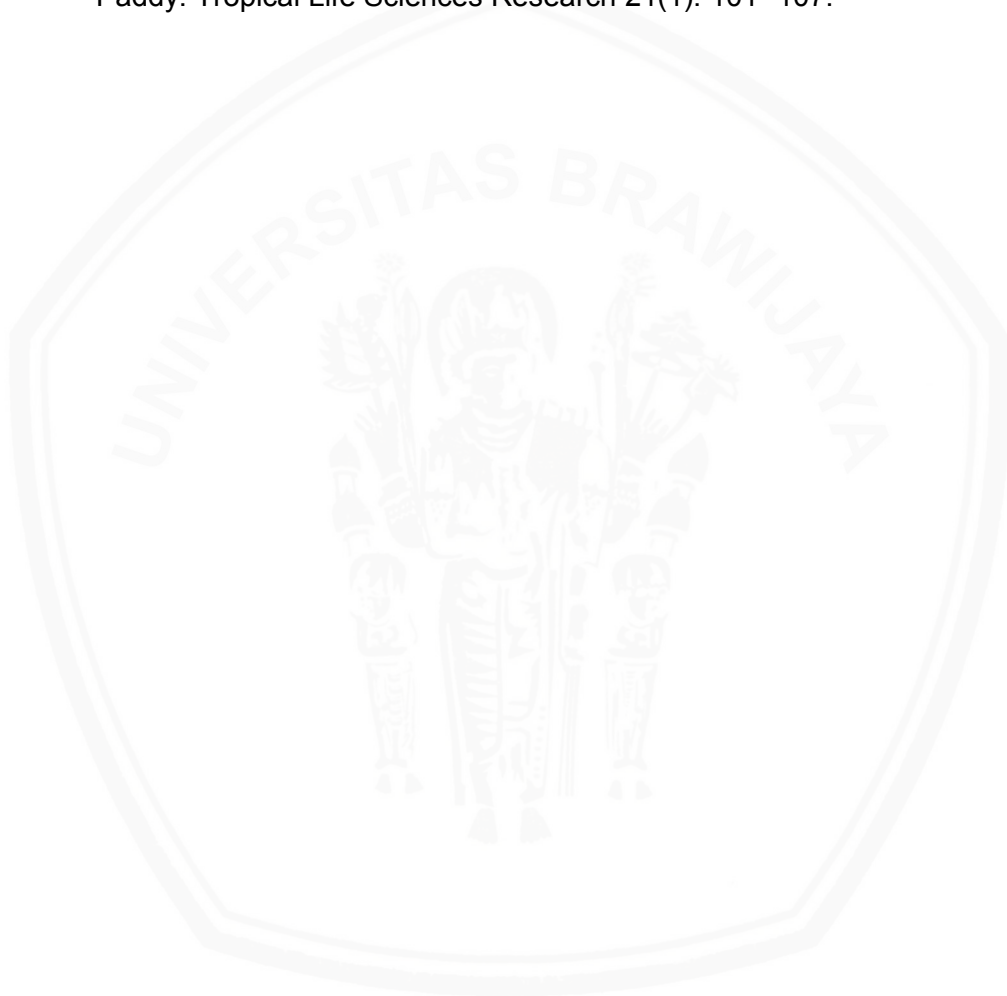 Paddy. Tropical Life Sciences Research 21(1): 101–107.
UNIVERSITAS BRAWIJAYA